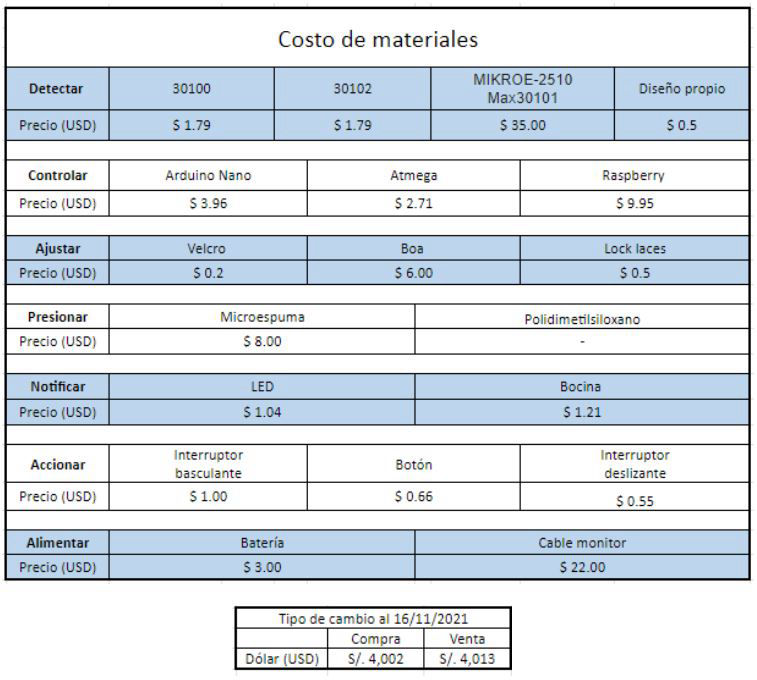 Costo de materiales
Detectar 30100 30102 MIKROE-2510 Max30101 Diseño propio
Precio (USD) $ 1.79 $ 1.79 $ 35.00 $ 0.5
Controlar Arduino Nano Atmega Raspberry
Precio (USD) $ 3.96 $ 2.71 $ 9.95
Ajustar Velcro Boa Lock laces
Precio (USD) $ 0.2 $ 6.00 $ 0.5
Presionar Microespuma Polidimetilsiloxano
Precio (USD) $ 8.00 -
Notificar LED Bocina
Precio (USD) $ 1.04 $ 1.21
Accionar Interruptor basculante Botón Interruptor deslizante
Precio (USD) $ 1.00 $ 0.66 $ 0.55
Alimentar Batería Cable monitor
Precio (USD) $ 3.00 $ 22.00
Tipo de cambio al 16/11/2021
Compra Venta
Dólar (USD) S/. 4,002 S/. 4,013